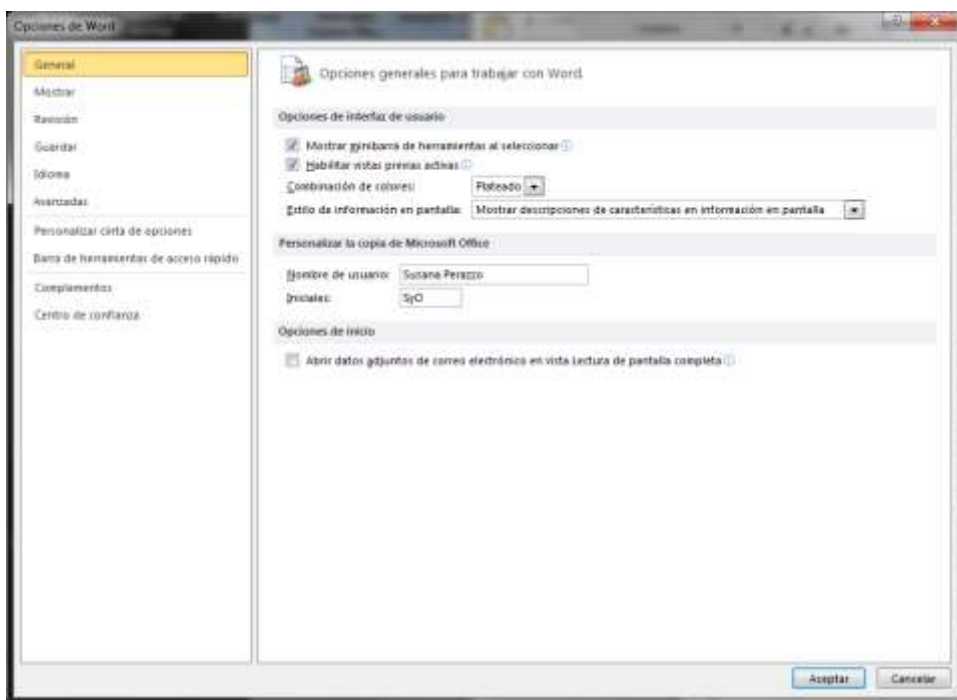 Opciones de Word
General
Mostrar
Revisión
Guardar
Idioma
Avanzadas
Personalizar cinta de opciones
Barra de herramientas de acceso rápido
Complementos
Centro de confianza
Opciones generales para trabajar con Word.
Opciones de interfaz de usuario
Mostrar minibarra de herramientas al seleccionar
Habilitar vistas previas activas
Combinación de colores: Plateado
Estilo de información en pantalla: Mostrar descripciones de características en información en pantalla
Personalizar la copia de Microsoft Office
Nombre de usuario: Susana Perazzo
Iniciales: SyO
Opciones de inicio
Abrir datos adjuntos de correo electrónico en vista Lectura de pantalla completa
Aceptar Cancelar